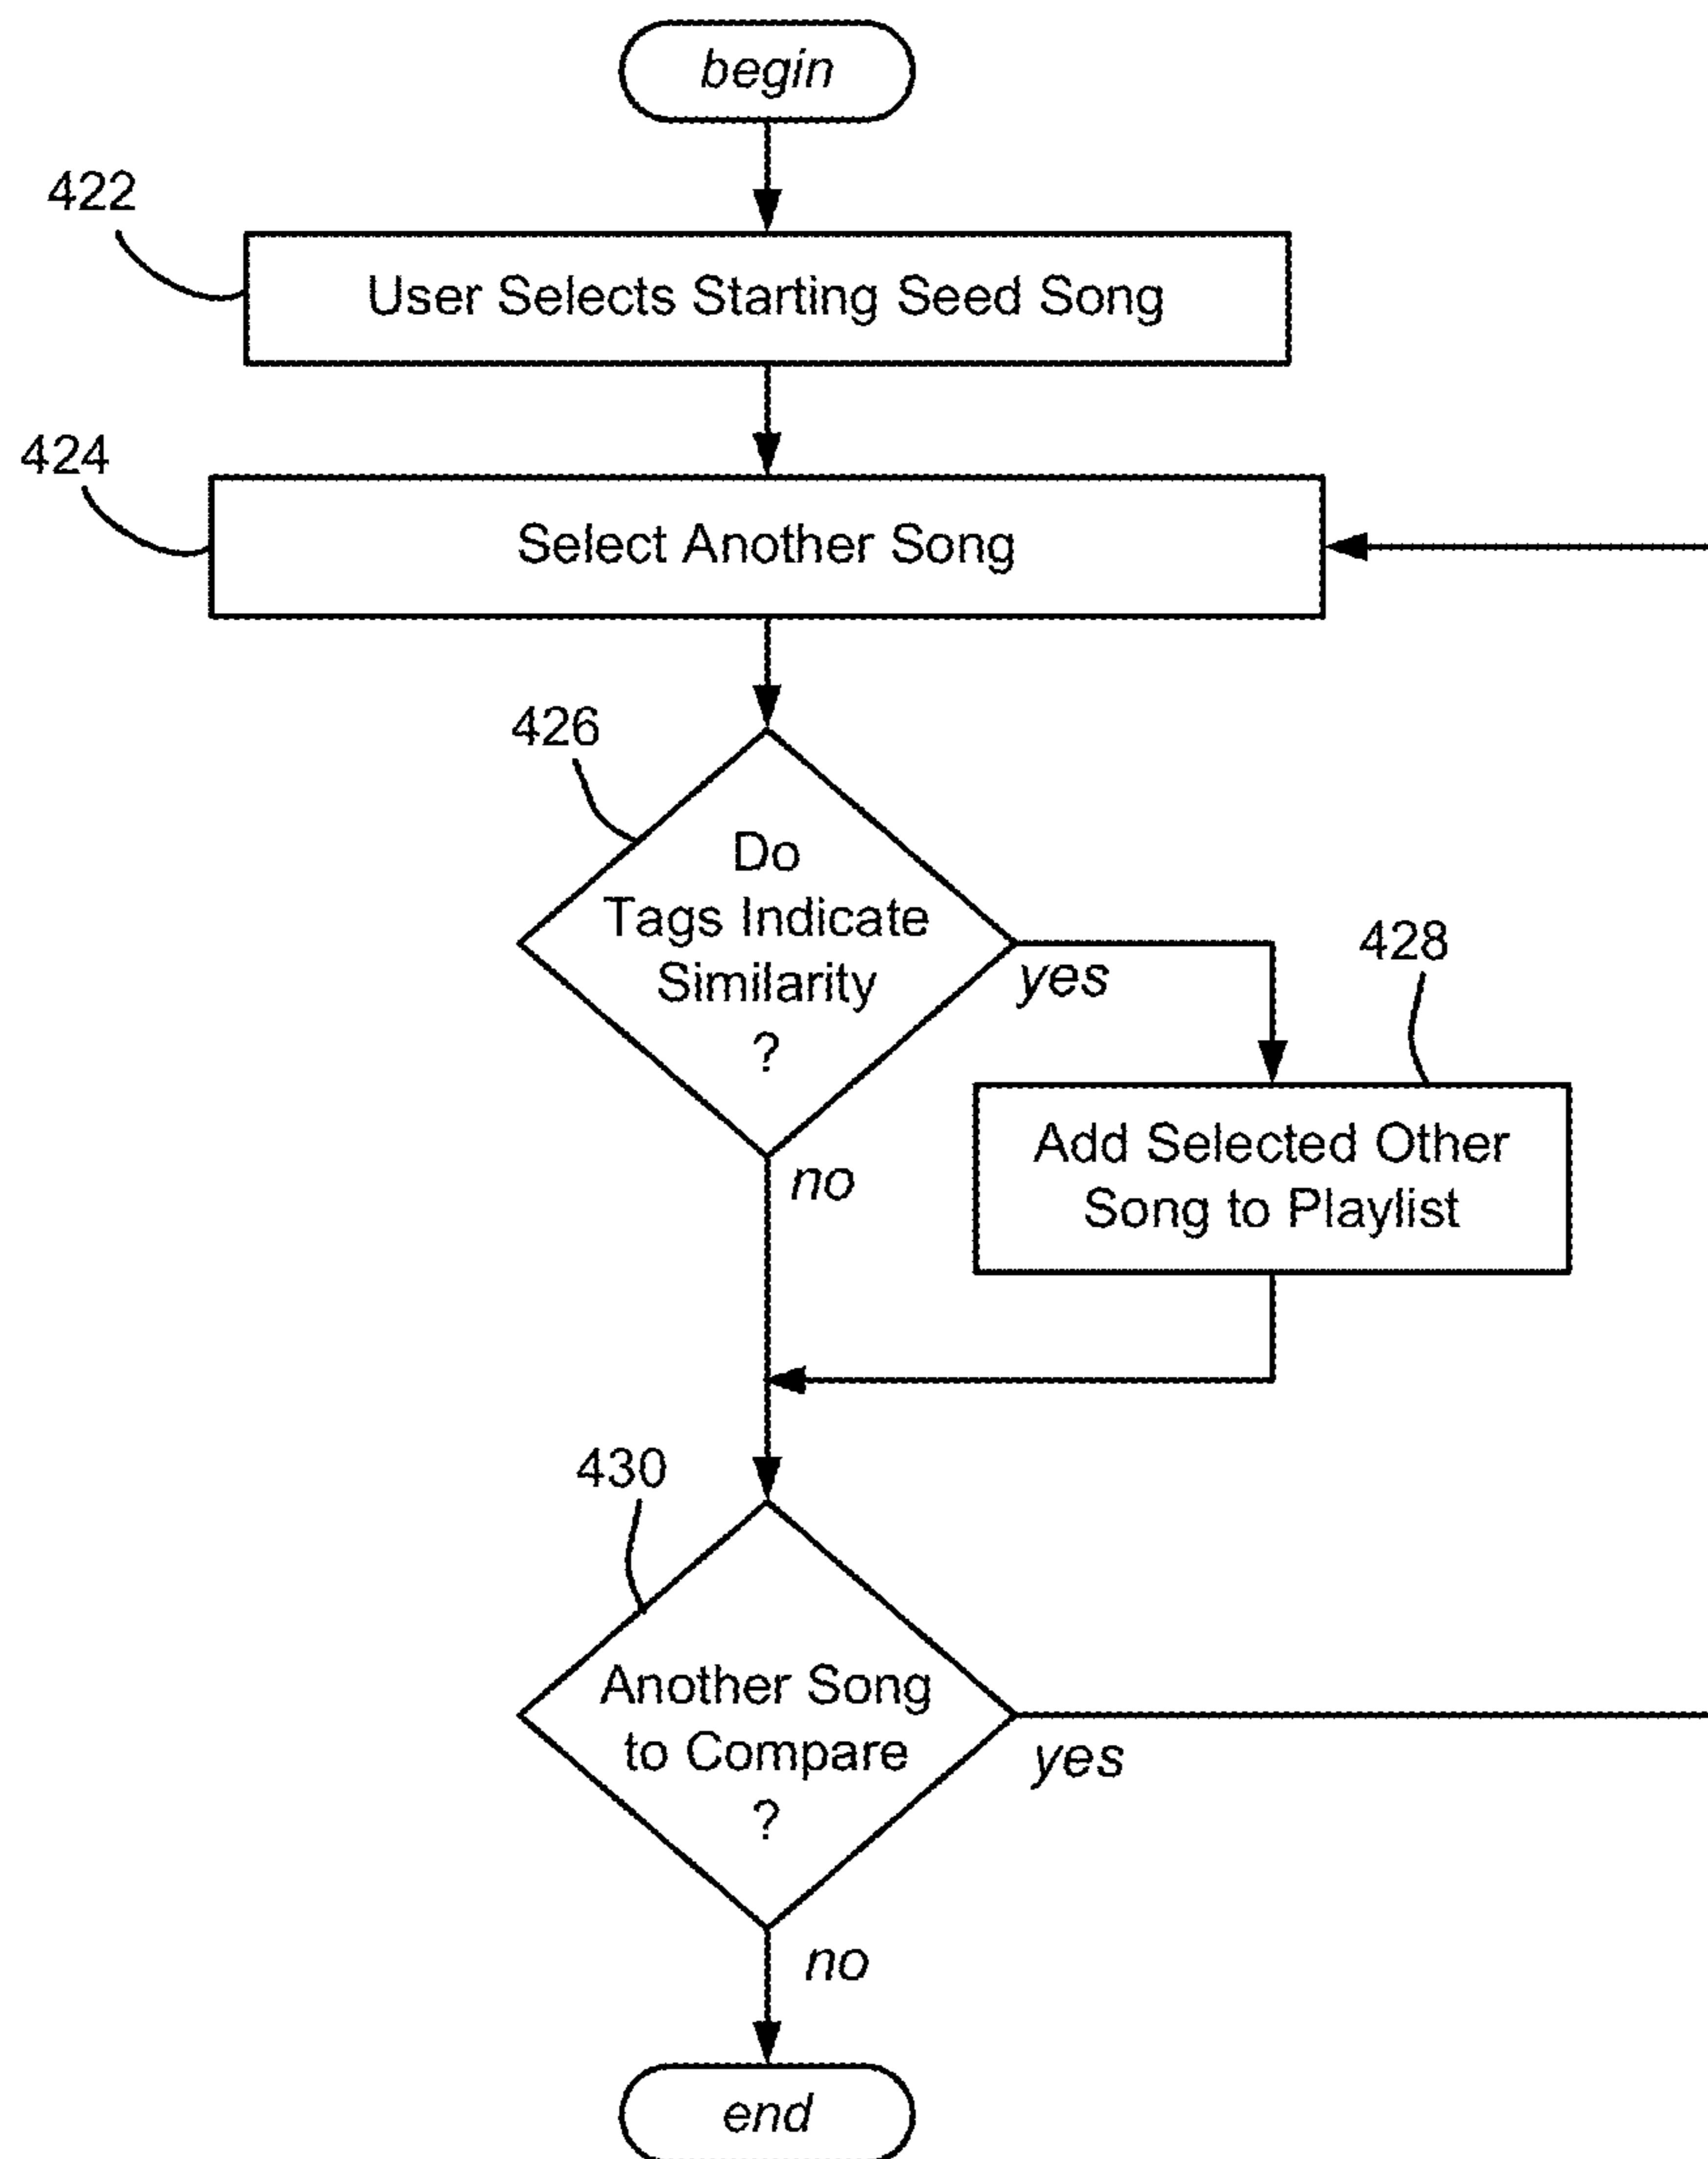 begin
422
User Selects Starting Seed Song
424
Select Another Song
426
Do
Tags Indicate
Similarity
?
yes
428
Add Selected Other
Song to Playlist
no
430
Another Song
to Compare
?
yes
no
end